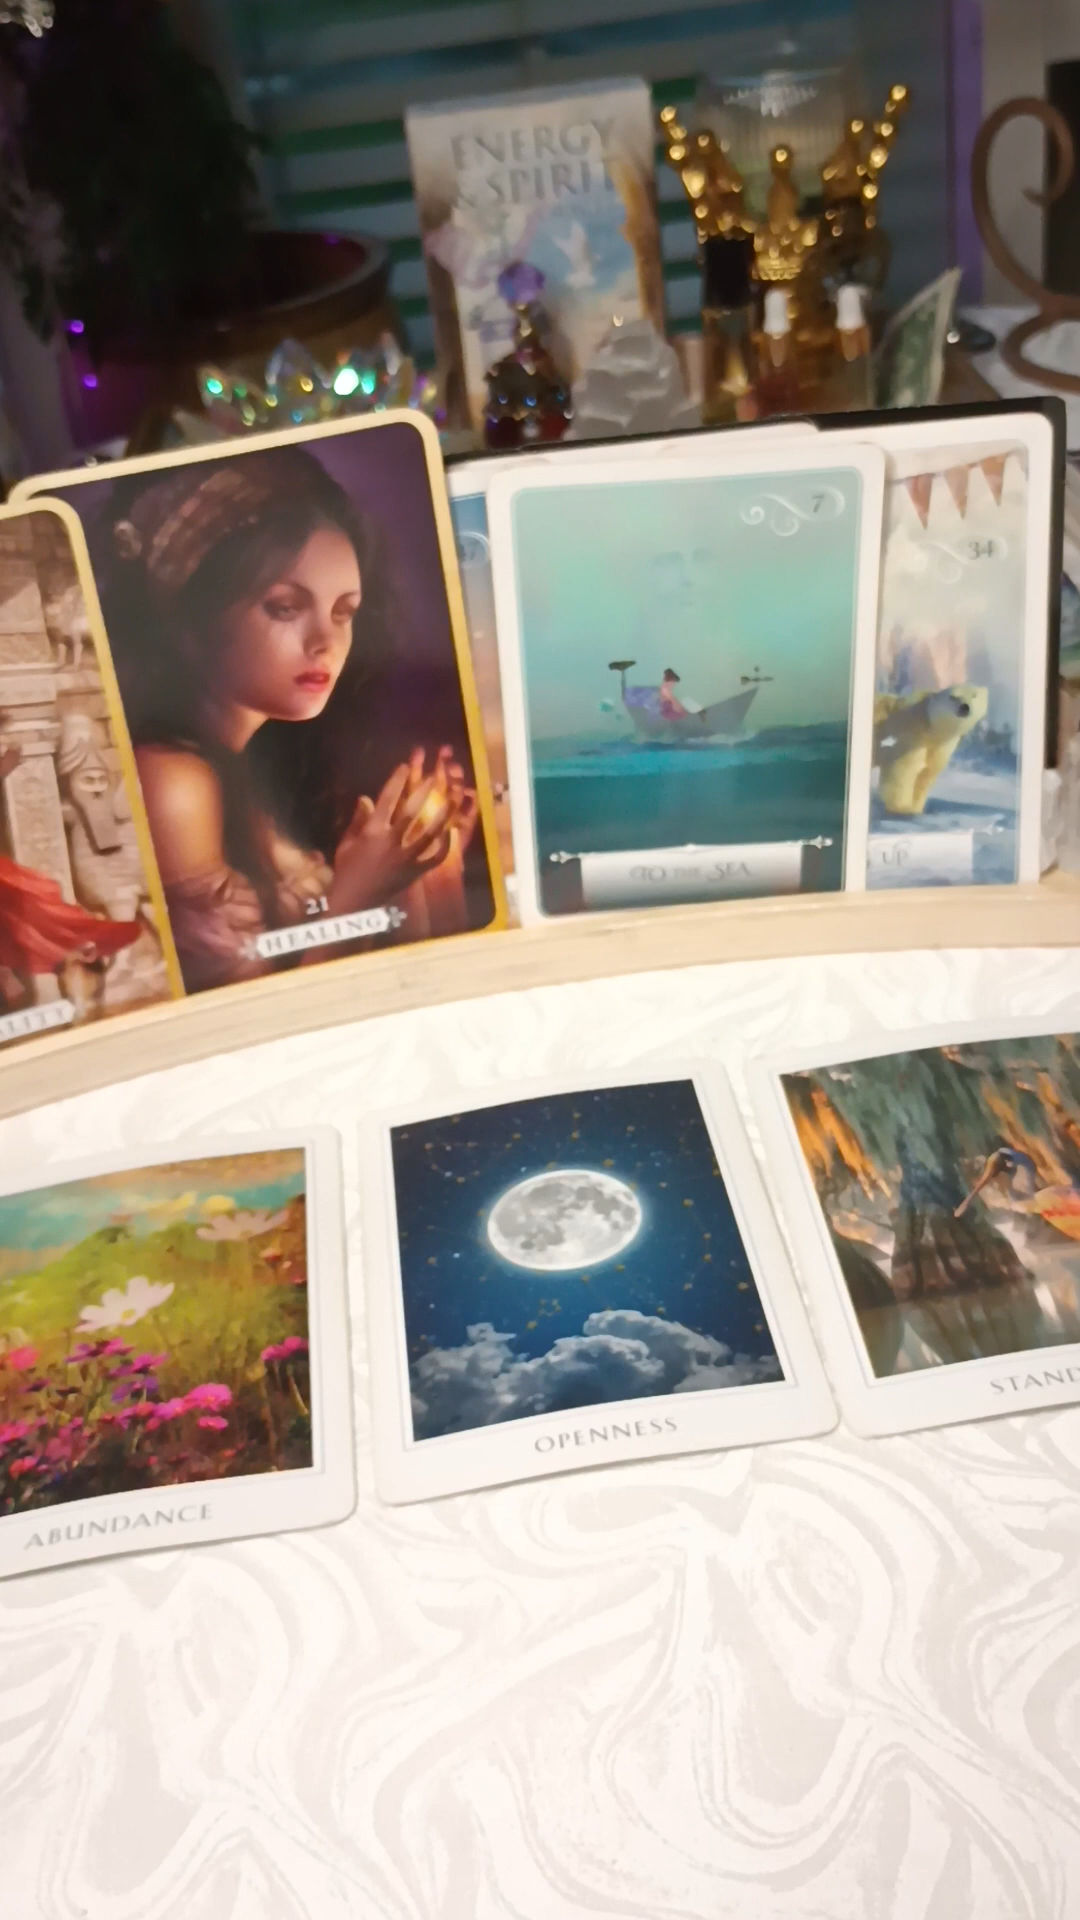 ENERGY
& SPIRIT
7
34
TO THE SEA
UP
21
HEALING
ABUNDANCE
OPENNESS
STAND